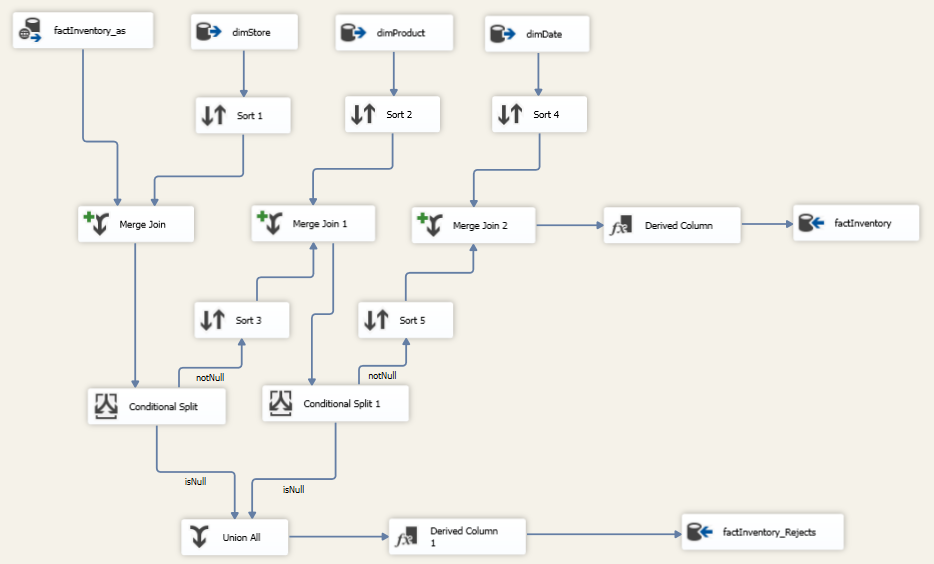 factInventory_as
dimStore
dimProduct
dimDate
Sort 1
Sort 2
Sort 4
Merge Join
Merge Join 1
Merge Join 2
Derived Column
factInventory
Sort 3
Sort 5
notNull
notNull
Conditional Split
Conditional Split 1
isNull
isNull
Union All
Derived Column
1
factInventory_Rejects